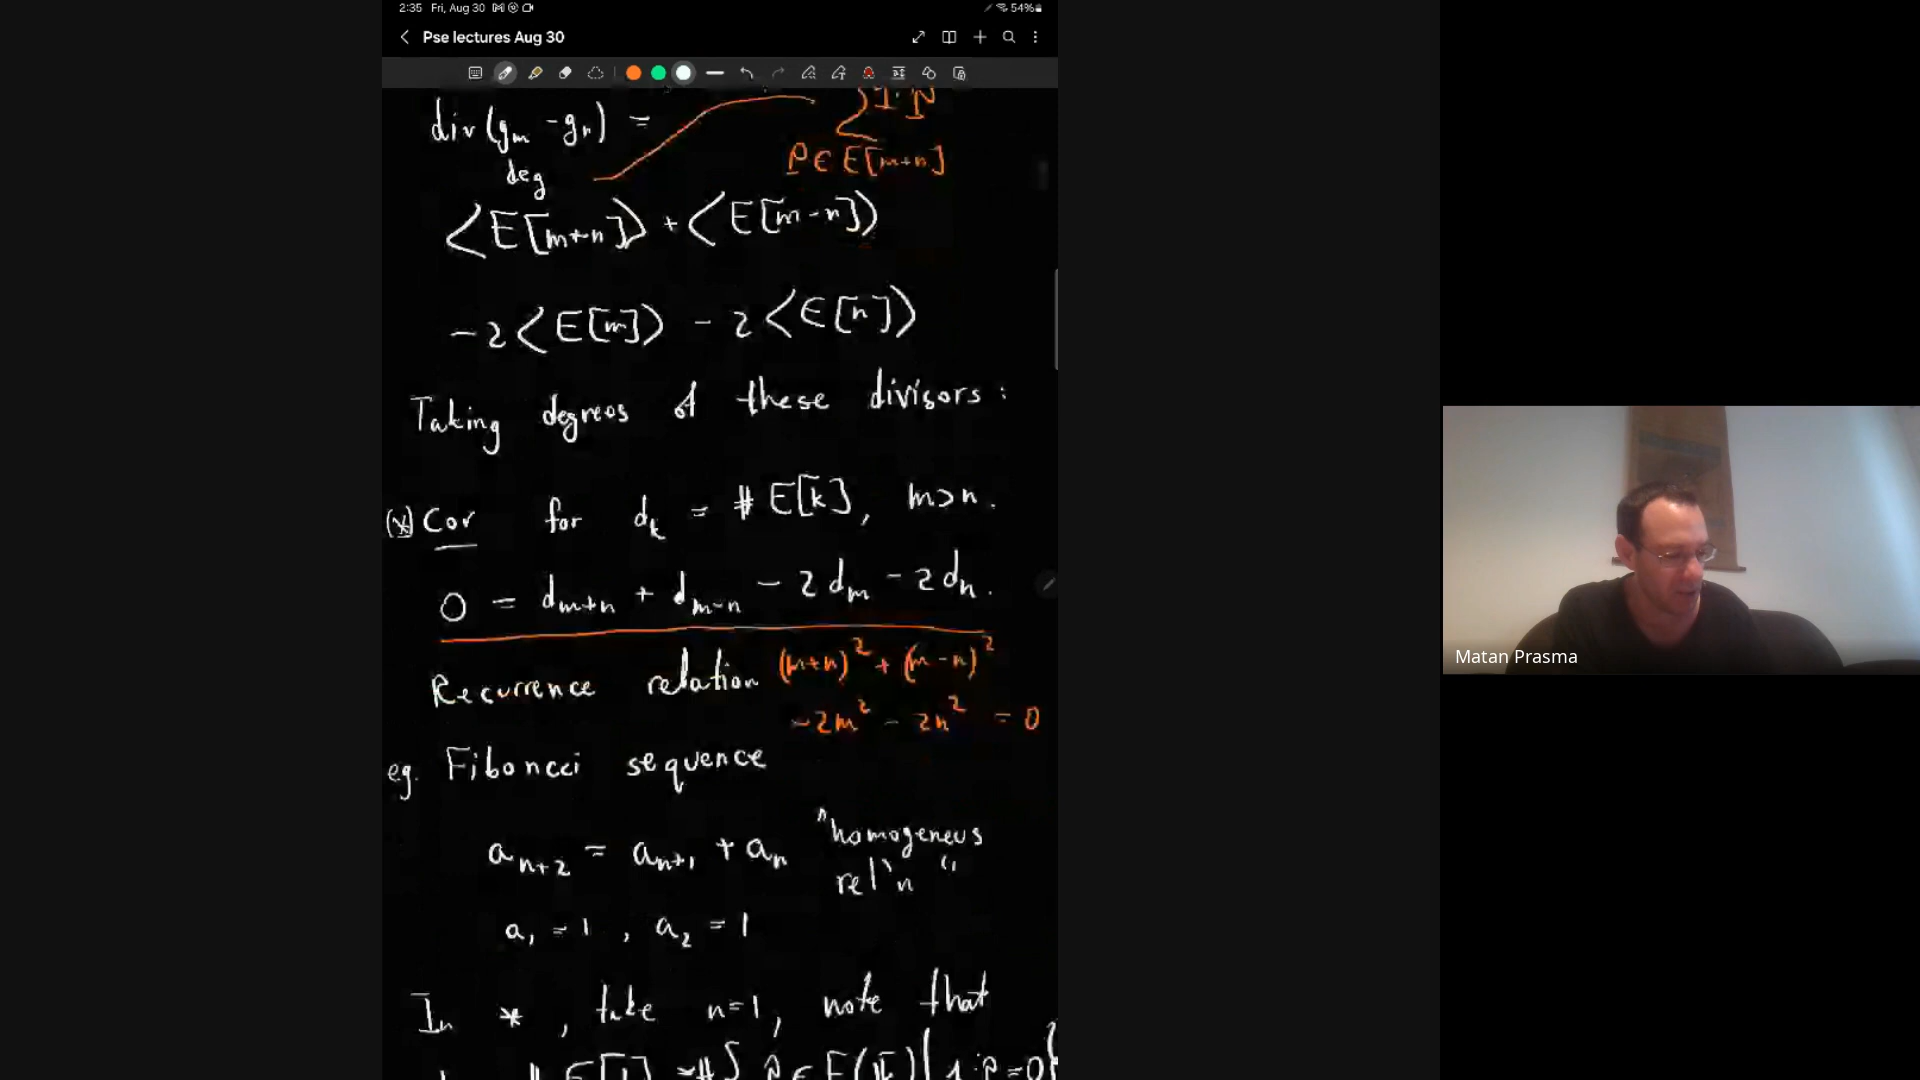 2:35 Fri, Aug 30 54%
Pse lectures Aug 30
div(gm - gn) =
deg
Σ 1·P
P∈E[m+n]
<E[m+n]> + <E[m-n]>
-2<E[m]> - 2<E[n]>
Taking degrees of these divisors:
(*) Cor for dk = #E[k], m>n.
0 = dm+n + dm-n - 2dm - 2dn.
Recurrence relation (m+n)² + (m-n)²
-2m² - 2n² = 0
eg. Fiboncci sequence
an+2 = an+1 + an "homogeneus
rel'n"
a1 = 1, a2 = 1
In *, take n=1, note that
Matan Prasma